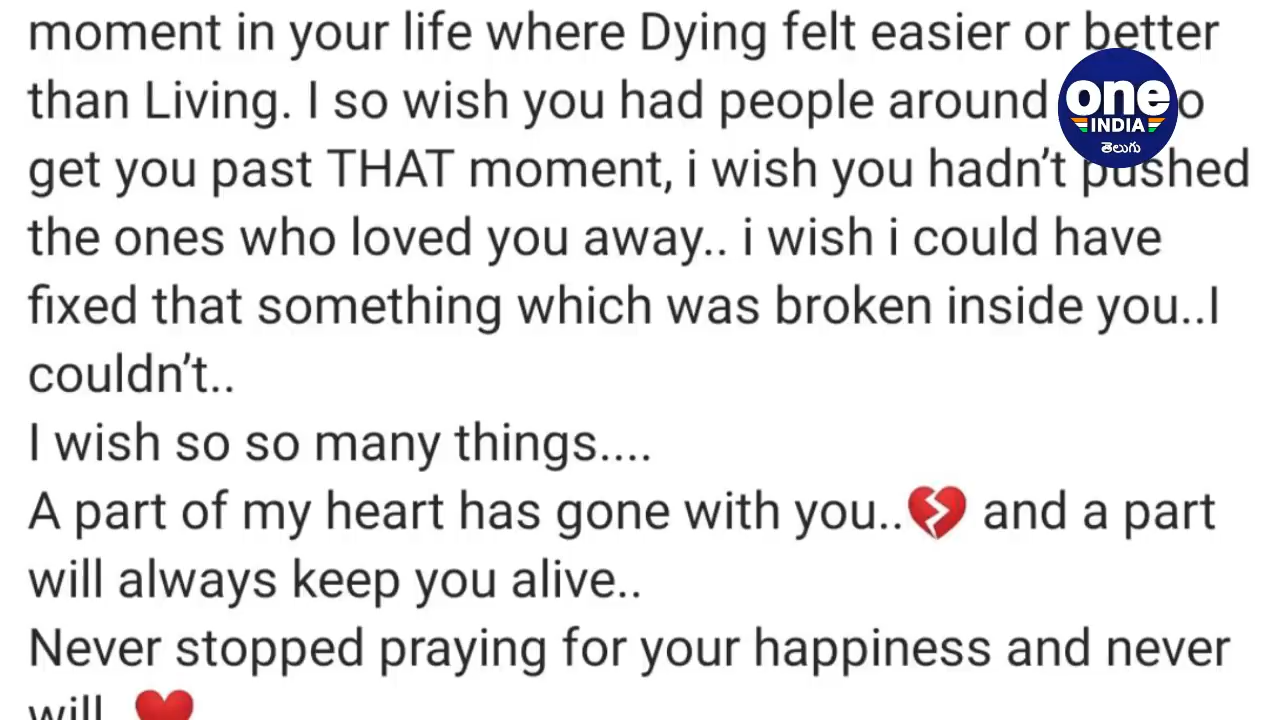 moment in your life where Dying felt easier or better
than Living. I so wish you had people around o
get you past THAT moment, i wish you hadn’t pushed
the ones who loved you away.. i wish i could have
fixed that something which was broken inside you..I
couldn’t..
I wish so so many things....
A part of my heart has gone with you..💔 and a part
will always keep you alive..
Never stopped praying for your happiness and never
will ❤️
one
INDIA
తెలుగు